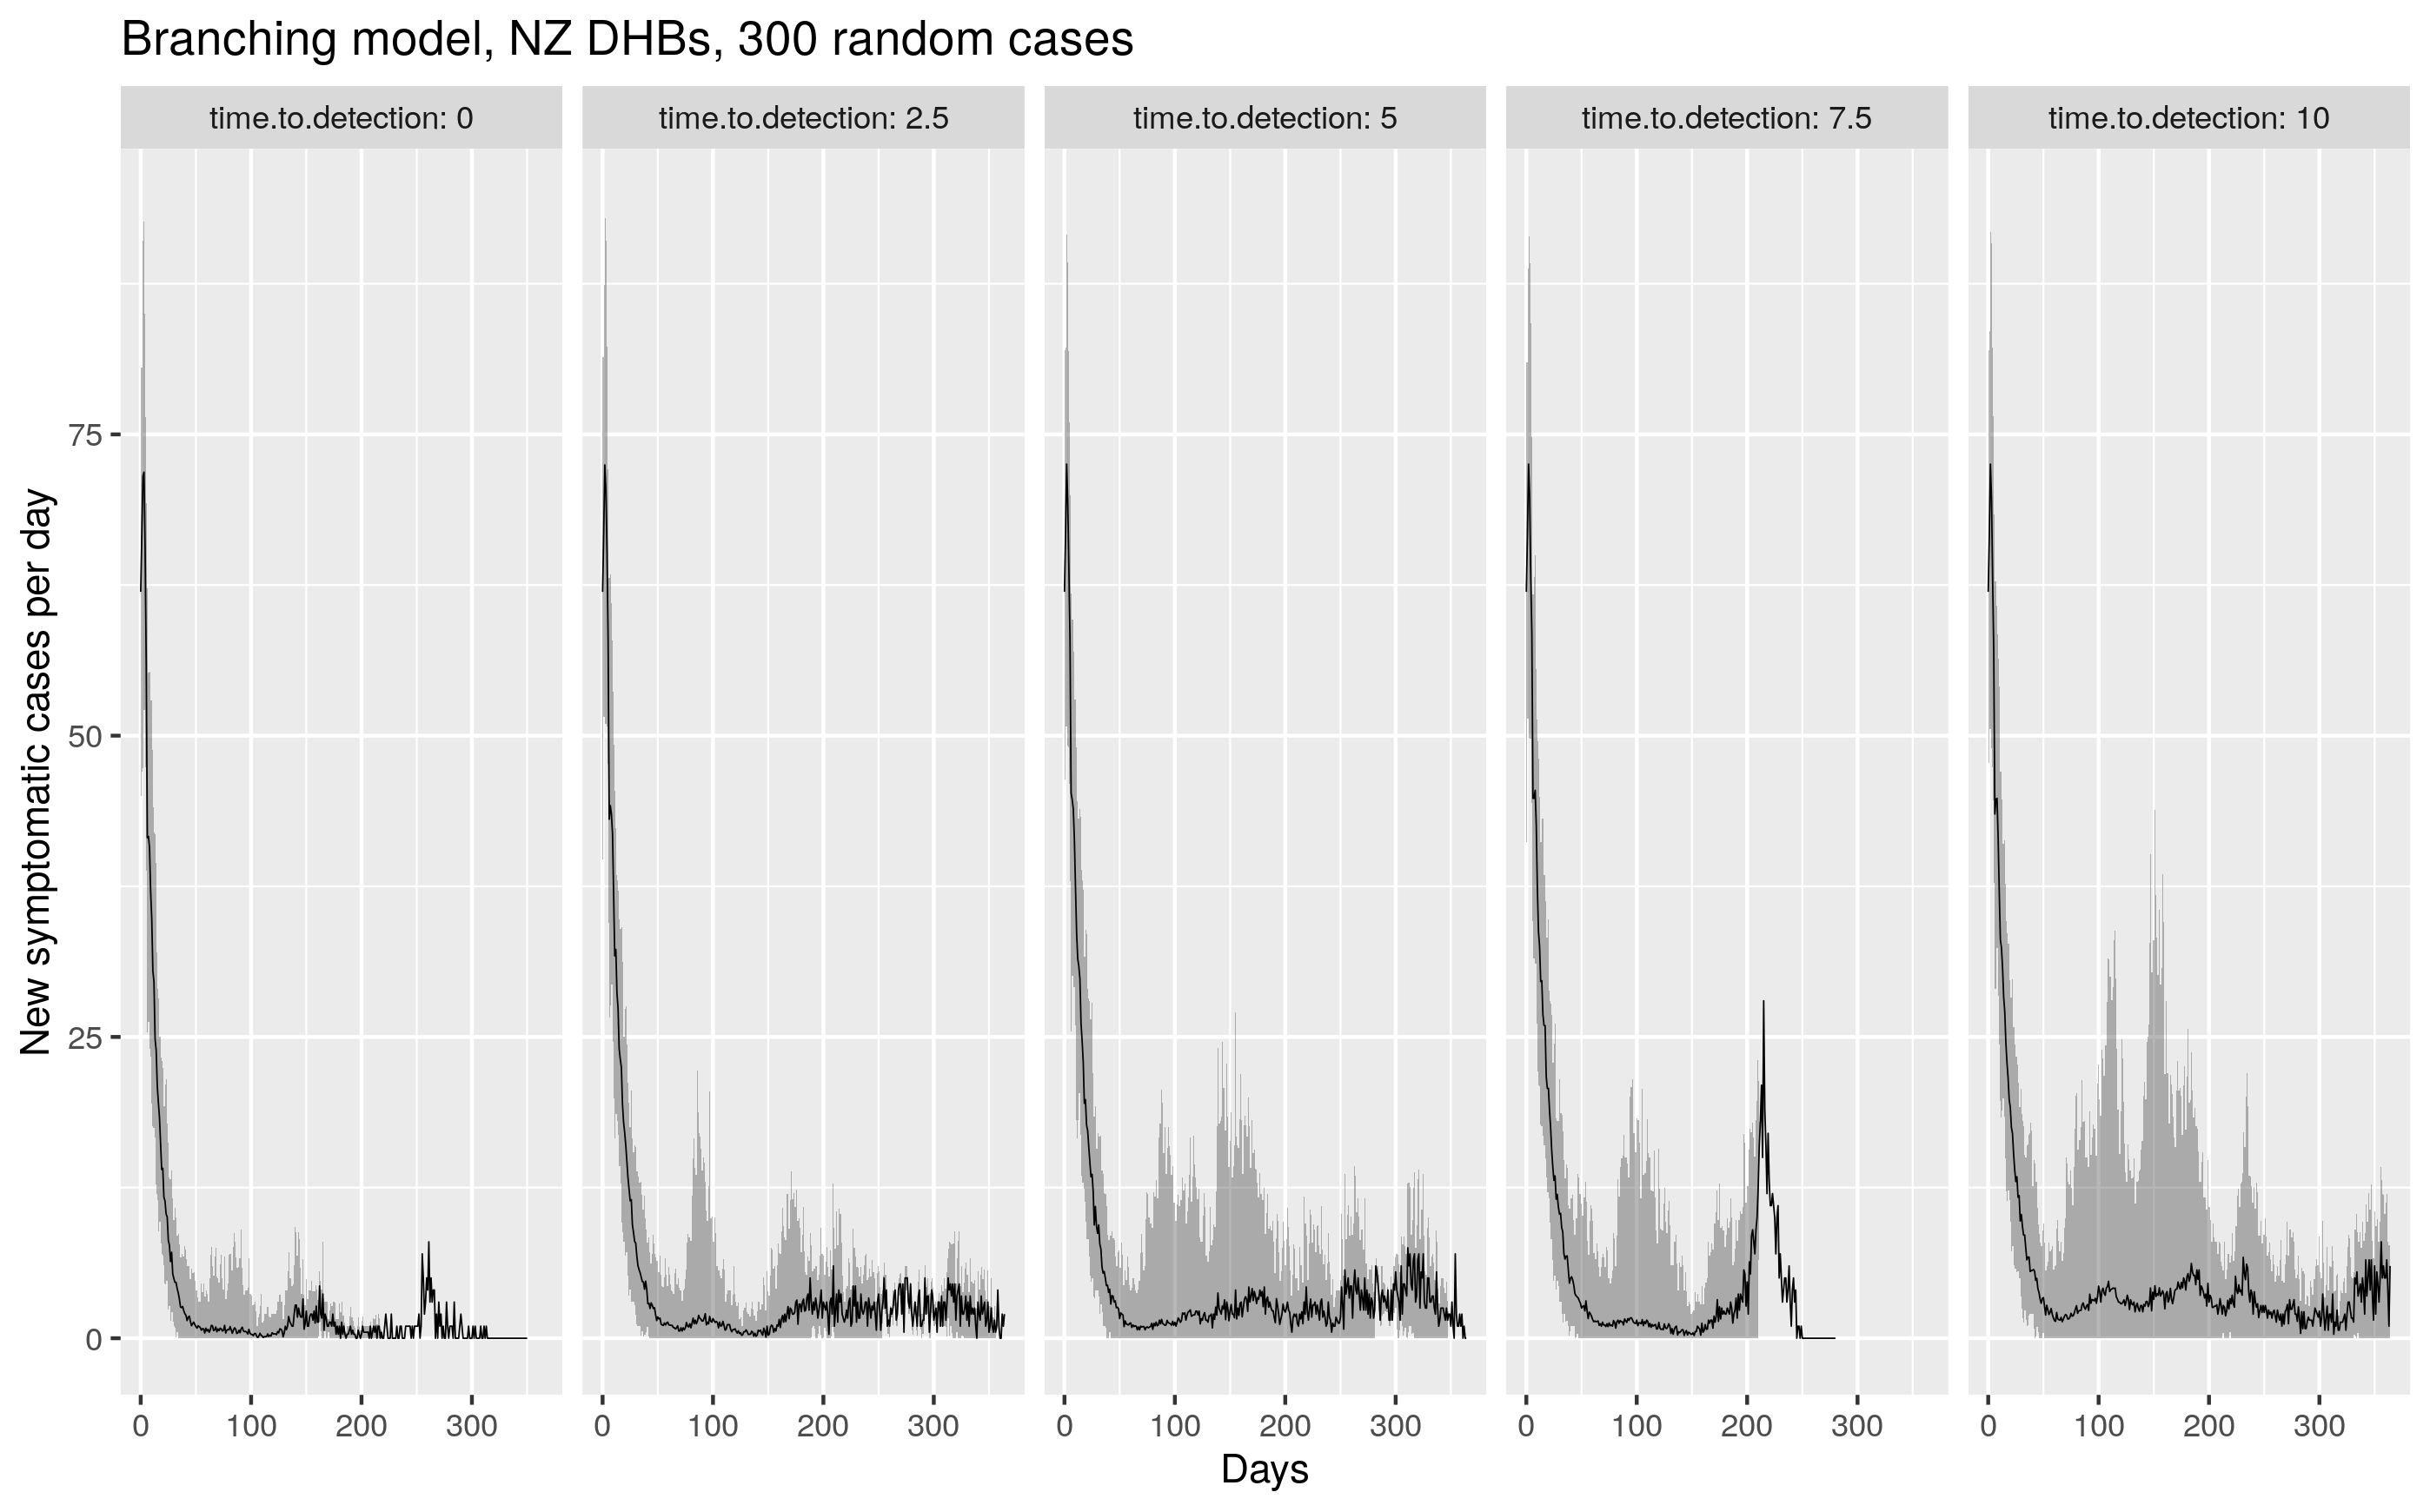 Branching model, NZ DHBs, 300 random cases
time.to.detection: 0
time.to.detection: 2.5
time.to.detection: 5
time.to.detection: 7.5
time.to.detection: 10
New symptomatic cases per day
75
50
25
0
0 100 200 300
0 100 200 300
0 100 200 300
0 100 200 300
0 100 200 300
Days